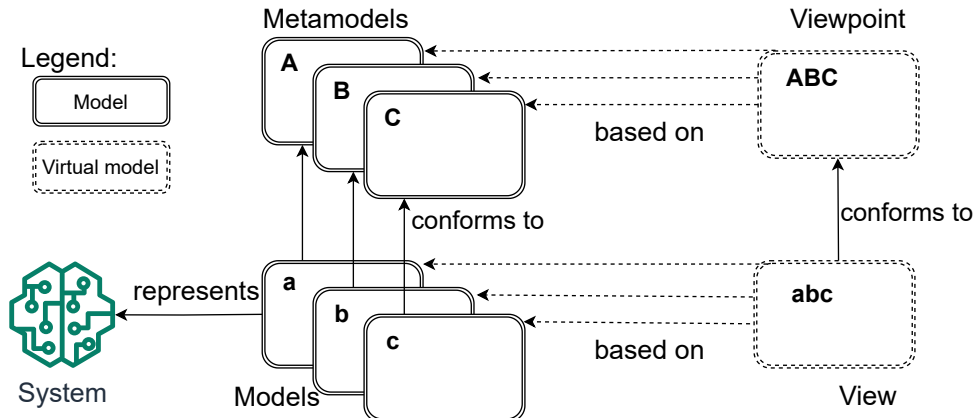 Metamodels
Viewpoint
Legend:
Model
Virtual model
A
B
C
ABC
based on
conforms to
conforms to
represents
a
b
c
abc
based on
System
Models
View